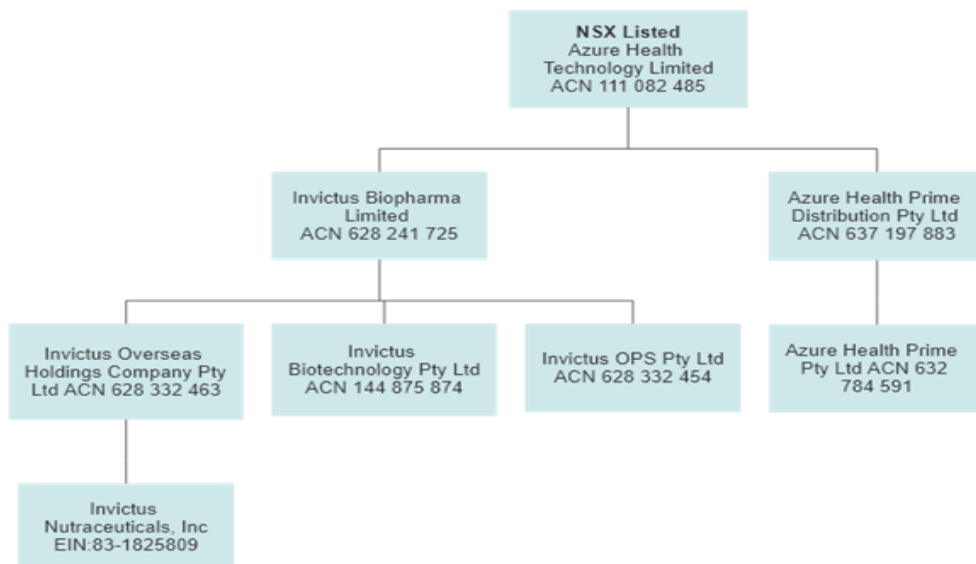 NSX Listed
Azure Health
Technology Limited
ACN 111 082 485
Invictus Biopharma
Limited
ACN 628 241 725
Azure Health Prime
Distribution Pty Ltd
ACN 637 197 883
Invictus Overseas
Holdings Company Pty
Ltd ACN 628 332 463
Invictus
Biotechnology Pty Ltd
ACN 144 875 874
Invictus OPS Pty Ltd
ACN 628 332 454
Azure Health Prime
Pty Ltd ACN 632
784 591
Invictus
Nutraceuticals, Inc
EIN:83-1825809